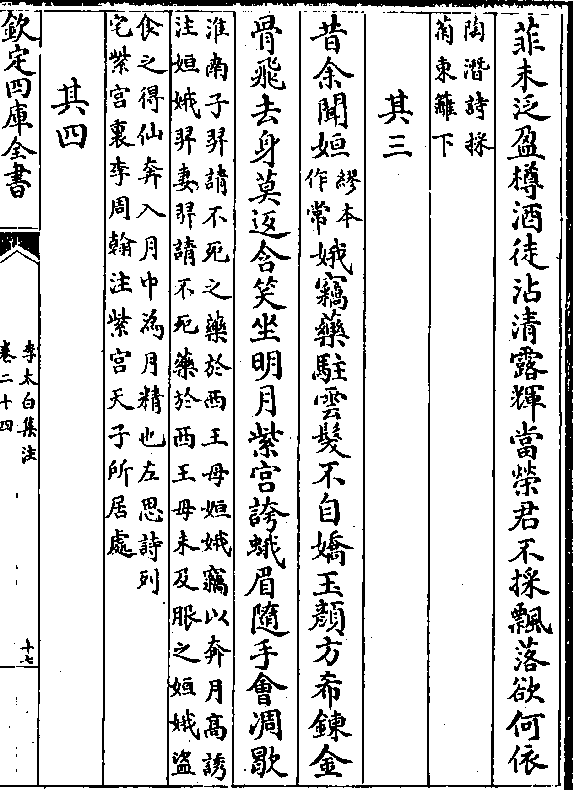 菲未泛盈樽酒徒沾清露輝當榮君不採飄落欲何依
陶潛詩採
菊東籬下
其三
昔余聞姮
繆本
作常
娥竊藥駐雲髮不自嬌玉顏方希鍊金
骨飛去身莫返含笑坐明月紫宫誇蛾眉隨手會凋歇
淮南子羿請不死之藥於西王母姮娥竊以奔月髙誘
注姮娥羿妻羿請不死藥於西王母未及服之姮娥盜
食之得仙奔入月中為月精也左思詩列
宅紫宫裏李周翰注紫宫天子所居處
其四
欽定四庫全書
李太白集注
卷二十四
十七